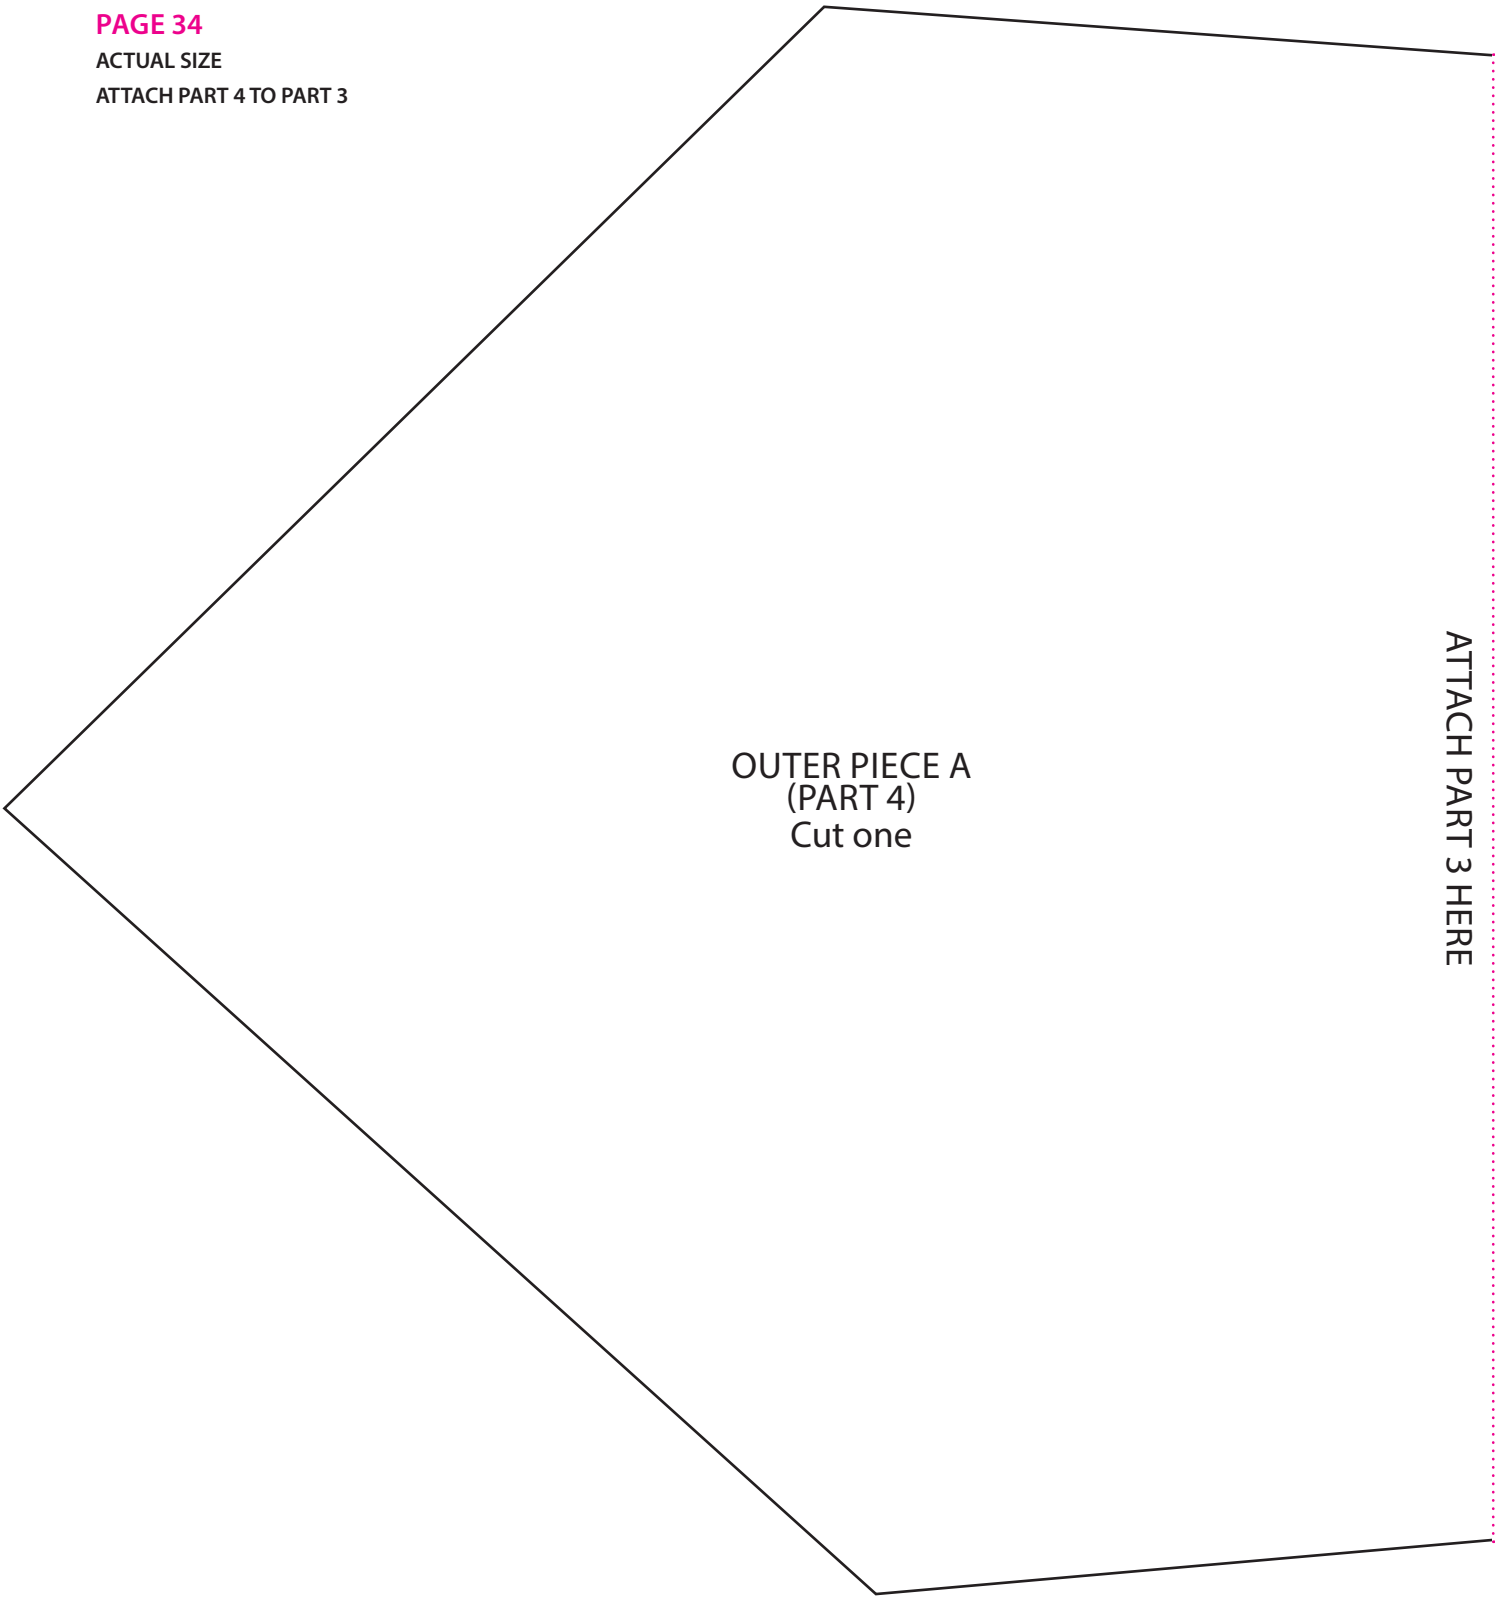 PAGE 34
ACTUAL SIZE
ATTACH PART 4 TO PART 3
OUTER PIECE A
(PART 4)
Cut one
ATTACH PART 3 HERE